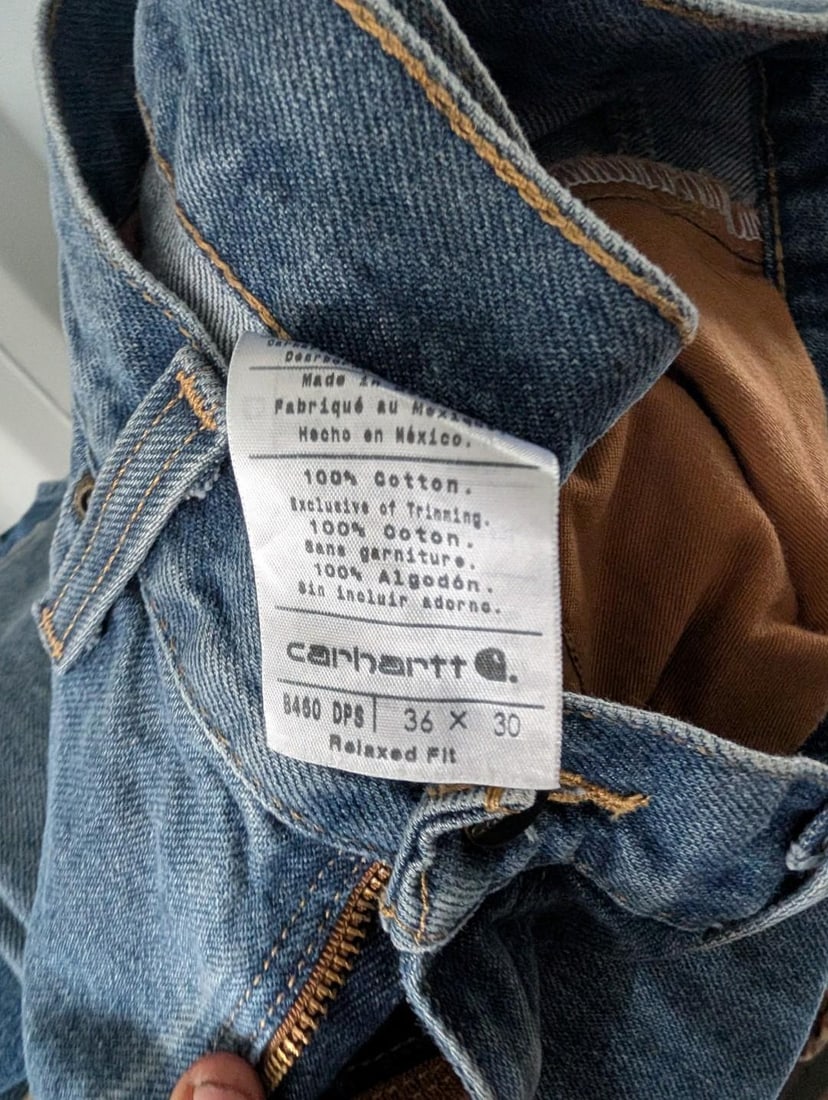 Made in
Fabriqué au Mexique
Hecho en México.
100% Cotton.
Exclusive of Trimming.
100% Coton.
Sans garniture.
100% Algodón.
Sin incluir adorno.
carhartt
B460 DPS 36 X 30
Relaxed Fit